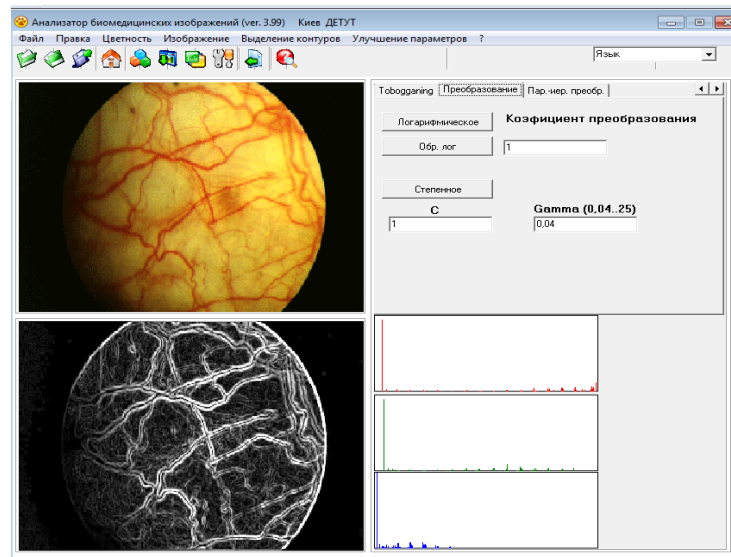 Анализатор биомедицинских изображений (ver. 3.99) Киев ДЕТУТ
Файл Правка Цветность Изображение Выделение контуров Улучшение параметров ?
Язык
Tobogganing Преобразование Пар.-иер. преобр.
Логарифмическое Коэфициент преобразования
Обр. лог 1
Степенное
С Gamma (0,04..25)
1 0,04